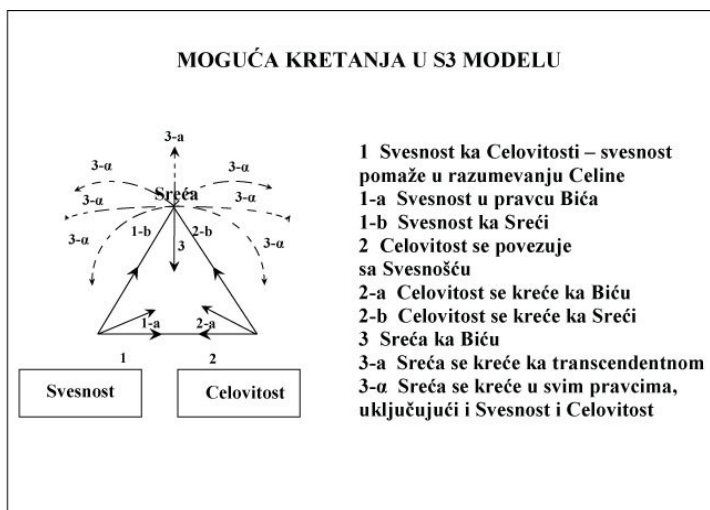 MOGUĆA KRETANJA U S3 MODELU
3-a
3-α
3-α
Sreća
3-α
3-α
1-b
2-b
3-α
3
3-α
1-a
2-a
1
2
Svesnost
Celovitost
1 Svesnost ka Celovitosti – svesnost
pomaže u razumevanju Celine
1-a Svesnost u pravcu Bića
1-b Svesnost ka Sreći
2 Celovitost se povezuje
sa Svesnošću
2-a Celovitost se kreće ka Biću
2-b Celovitost se kreće ka Sreći
3 Sreća ka Biću
3-a Sreća se kreće ka transcendentnom
3-α Sreća se kreće u svim pravcima,
uključujući i Svesnost i Celovitost